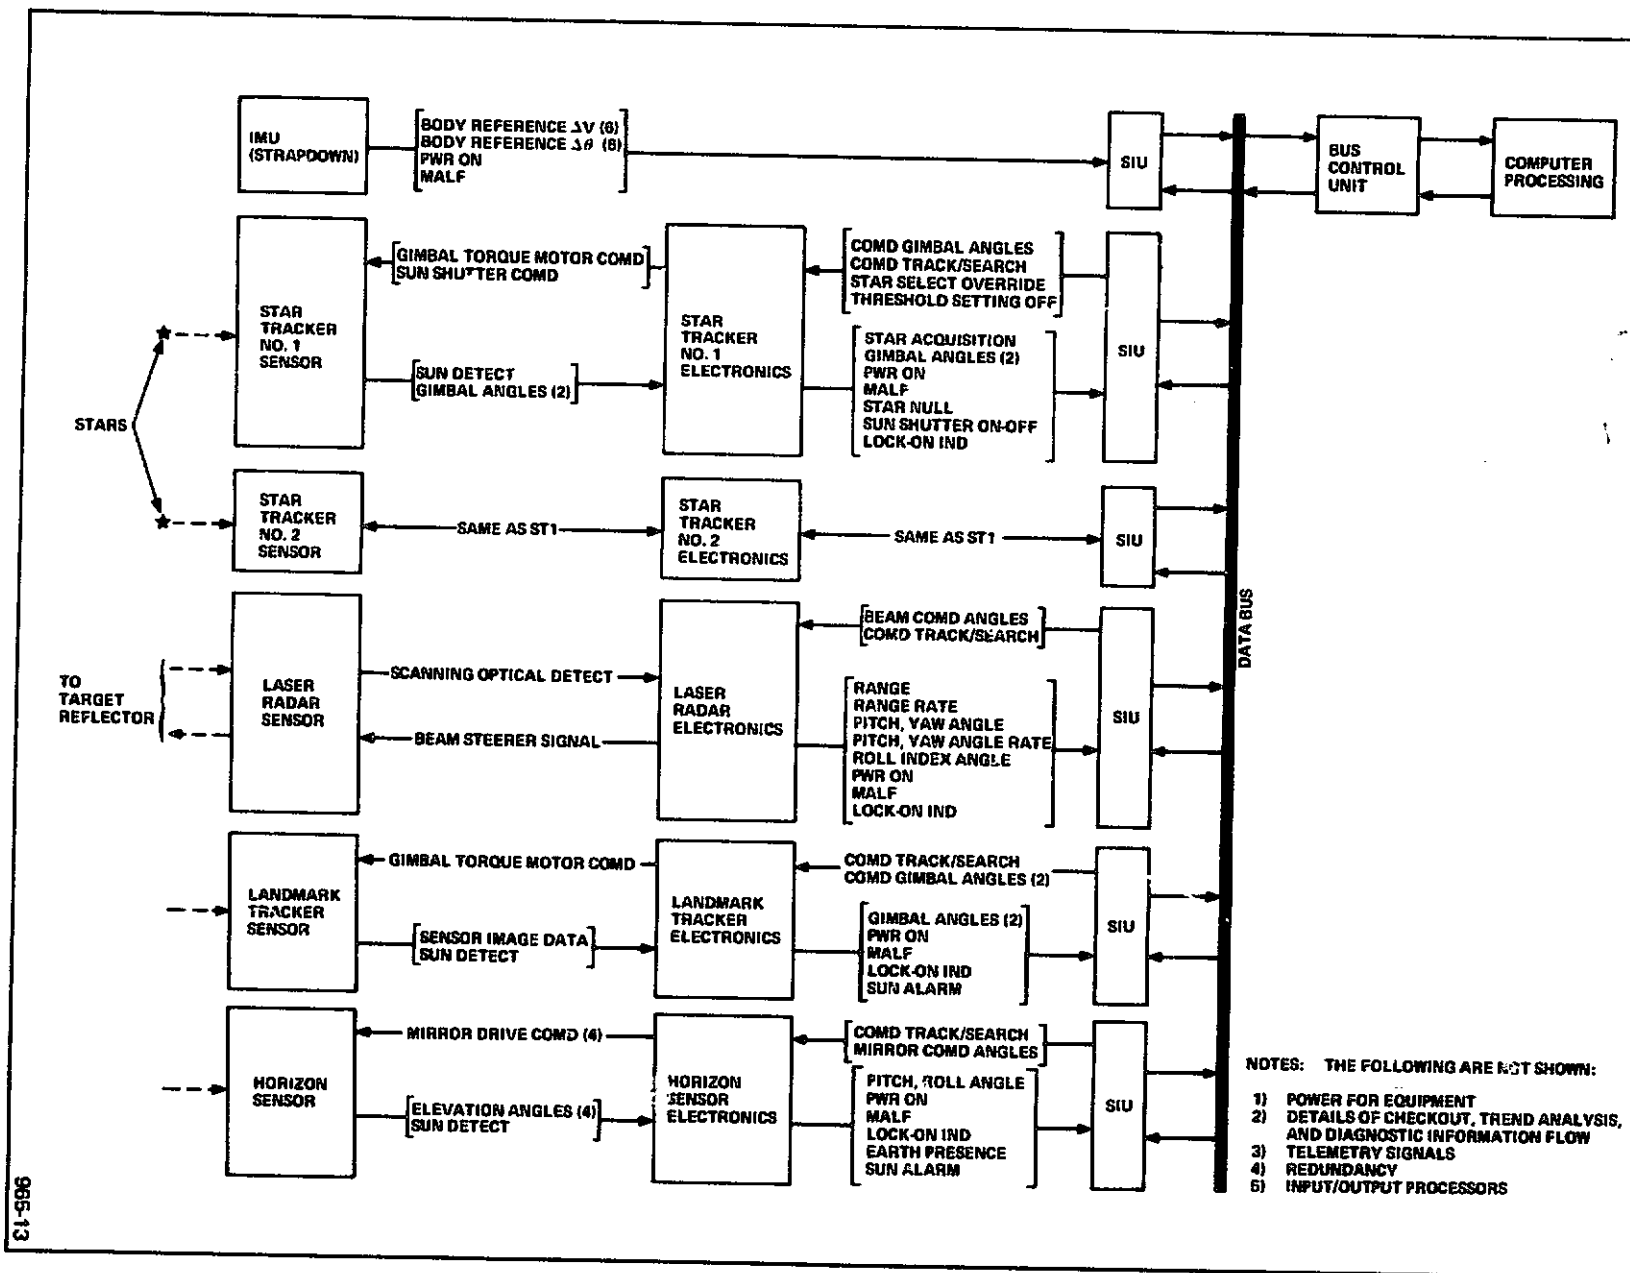 IMU
(STRAPDOWN)
BODY REFERENCE ΔV (6)
BODY REFERENCE Δθ (6)
PWR ON
MALF
SIU
BUS
CONTROL
UNIT
COMPUTER
PROCESSING
STARS
STAR
TRACKER
NO. 1
SENSOR
GIMBAL TORQUE MOTOR COMD
SUN SHUTTER COMD
SUN DETECT
GIMBAL ANGLES (2)
STAR
TRACKER
NO. 1
ELECTRONICS
COMD GIMBAL ANGLES
COMD TRACK/SEARCH
STAR SELECT OVERRIDE
THRESHOLD SETTING OFF
STAR ACQUISITION
GIMBAL ANGLES (2)
PWR ON
MALF
STAR NULL
SUN SHUTTER ON-OFF
LOCK-ON IND
SIU
STAR
TRACKER
NO. 2
SENSOR
SAME AS ST1
STAR
TRACKER
NO. 2
ELECTRONICS
SAME AS ST1
SIU
DATA BUS
TO
TARGET
REFLECTOR
LASER
RADAR
SENSOR
SCANNING OPTICAL DETECT
BEAM STEERER SIGNAL
LASER
RADAR
ELECTRONICS
BEAM COMD ANGLES
COMD TRACK/SEARCH
RANGE
RANGE RATE
PITCH, YAW ANGLE
PITCH, YAW ANGLE RATE
ROLL INDEX ANGLE
PWR ON
MALF
LOCK-ON IND
SIU
LANDMARK
TRACKER
SENSOR
GIMBAL TORQUE MOTOR COMD
SENSOR IMAGE DATA
SUN DETECT
LANDMARK
TRACKER
ELECTRONICS
COMD TRACK/SEARCH
COMD GIMBAL ANGLES (2)
GIMBAL ANGLES (2)
PWR ON
MALF
LOCK-ON IND
SUN ALARM
SIU
HORIZON
SENSOR
MIRROR DRIVE COMD (4)
ELEVATION ANGLES (4)
SUN DETECT
HORIZON
SENSOR
ELECTRONICS
COMD TRACK/SEARCH
MIRROR COMD ANGLES
PITCH, ROLL ANGLE
PWR ON
MALF
LOCK-ON IND
EARTH PRESENCE
SUN ALARM
SIU
NOTES: THE FOLLOWING ARE NOT SHOWN:
1) POWER FOR EQUIPMENT
2) DETAILS OF CHECKOUT, TREND ANALYSIS,
AND DIAGNOSTIC INFORMATION FLOW
3) TELEMETRY SIGNALS
4) REDUNDANCY
5) INPUT/OUTPUT PROCESSORS
965-13